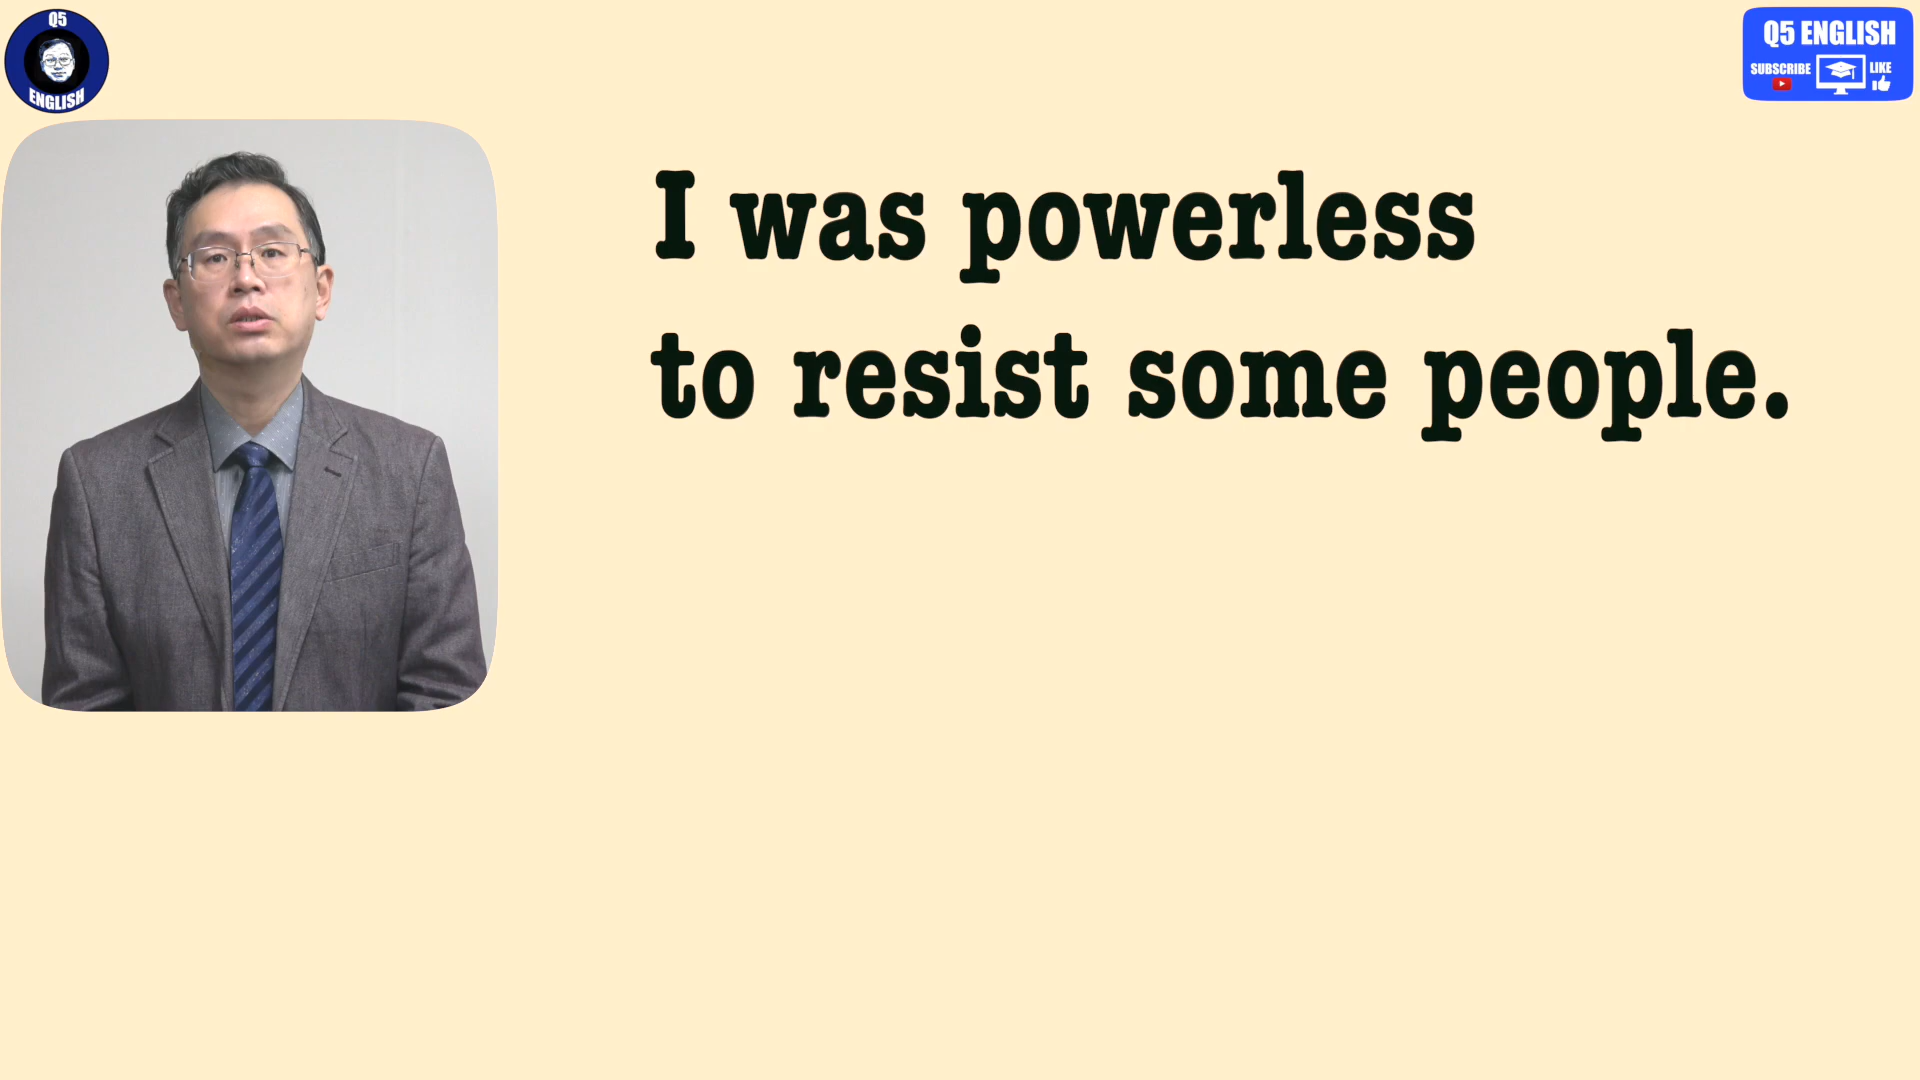 Q5
ENGLISH
Q5 ENGLISH
SUBSCRIBE
LIKE
I was powerless
to resist some people.